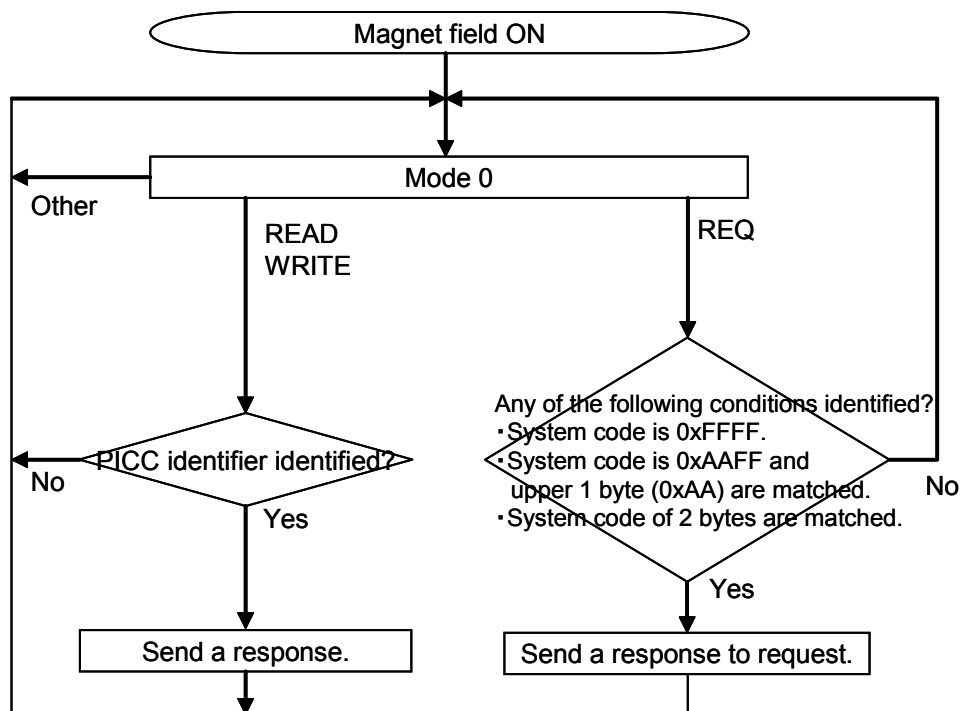 Magnet field ON
Mode 0
Other
READ
WRITE
REQ
Any of the following conditions identified?
・System code is 0xFFFF.
・System code is 0xAAFF and
upper 1 byte (0xAA) are matched.
・System code of 2 bytes are matched.
PICC identifier identified?
No
No
Yes
Yes
Send a response.
Send a response to request.